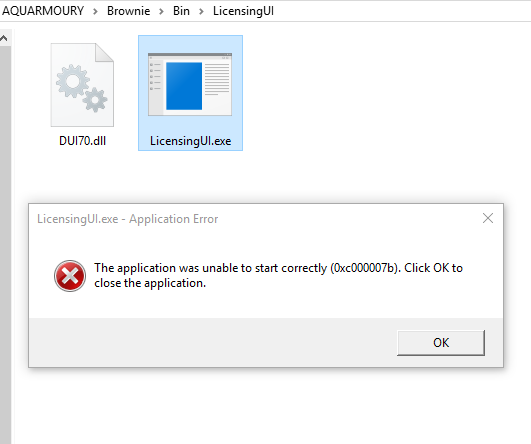 AQUARMOURY > Brownie > Bin > LicensingUI
DUI70.dll
LicensingUI.exe
LicensingUI.exe - Application Error
The application was unable to start correctly (0xc000007b). Click OK to
close the application.
OK